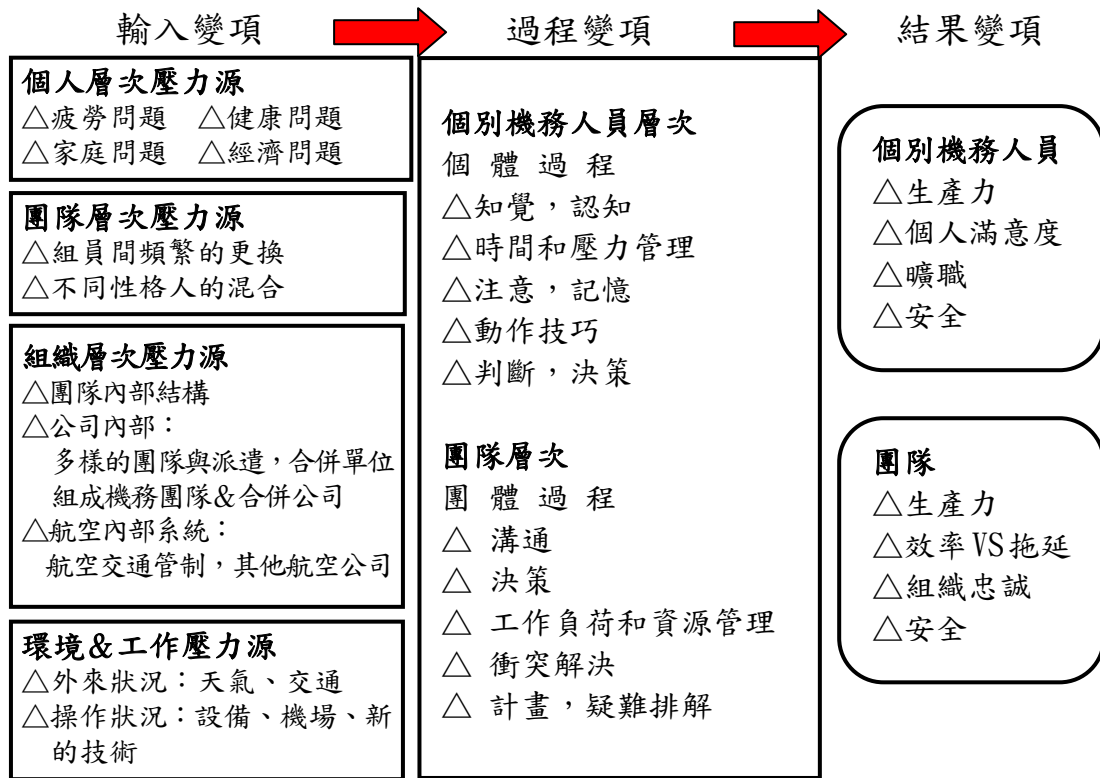 輸入變項
過程變項
結果變項
個人層次壓力源
△疲勞問題 △健康問題
△家庭問題 △經濟問題
團隊層次壓力源
△組員間頻繁的更換
△不同性格人的混合
組織層次壓力源
△團隊內部結構
△公司內部：
多樣的團隊與派遣，合併單位
組成機務團隊&合併公司
△航空內部系統：
航空交通管制，其他航空公司
環境&工作壓力源
△外來狀況：天氣、交通
△操作狀況：設備、機場、新
的技術
個別機務人員層次
個 體 過 程
△知覺，認知
△時間和壓力管理
△注意，記憶
△動作技巧
△判斷，決策
團隊層次
團 體 過 程
△ 溝通
△ 決策
△ 工作負荷和資源管理
△ 衝突解決
△ 計畫，疑難排解
個別機務人員
△生產力
△個人滿意度
△曠職
△安全
團隊
△生產力
△效率VS拖延
△組織忠誠
△安全